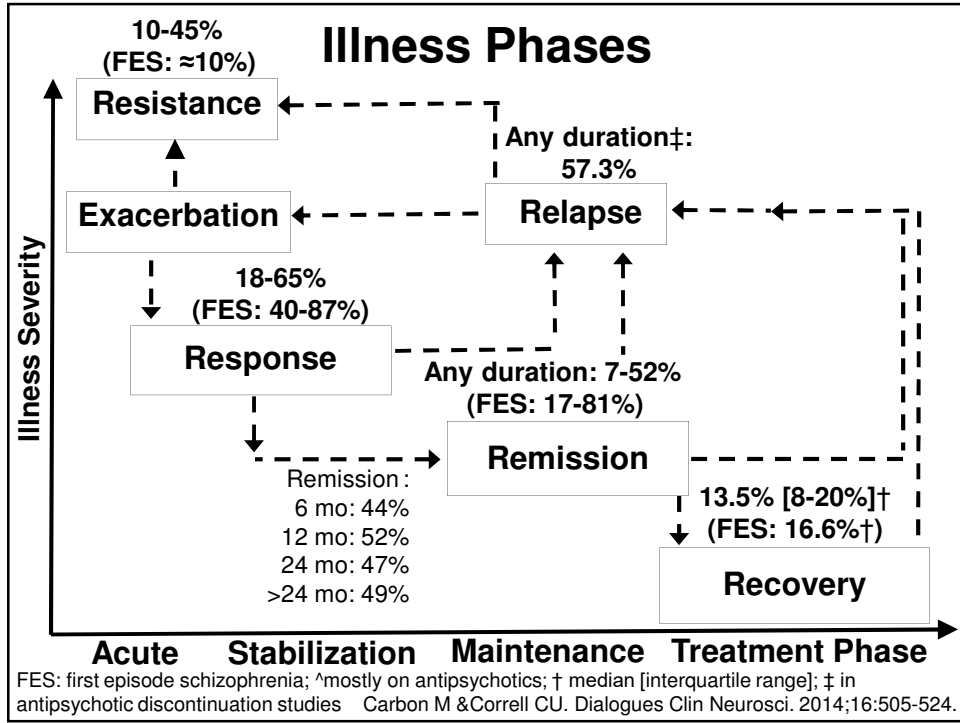 Illness Phases
10-45%
(FES: ≈10%)
Resistance
Any duration‡:
57.3%
Exacerbation
Relapse
18-65%
(FES: 40-87%)
Response
Any duration: 7-52%
(FES: 17-81%)
Remission
Remission :
6 mo: 44%
12 mo: 52%
24 mo: 47%
>24 mo: 49%
13.5% [8-20%]†
(FES: 16.6%†)
Recovery
Illness Severity
Acute Stabilization Maintenance Treatment Phase
FES: first episode schizophrenia; ^mostly on antipsychotics; † median [interquartile range]; ‡ in
antipsychotic discontinuation studies Carbon M &Correll CU. Dialogues Clin Neurosci. 2014;16:505-524.